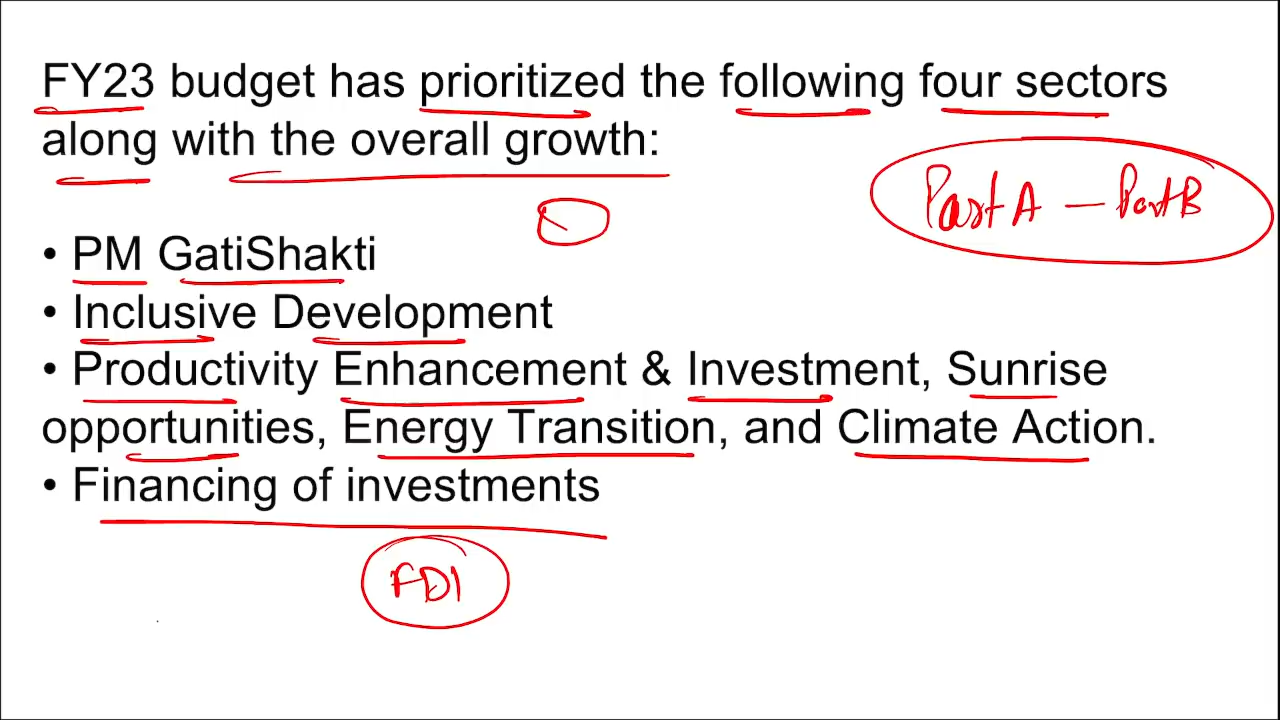 FY23 budget has prioritized the following four sectors
along with the overall growth:
Part A — Part B
• PM GatiShakti
• Inclusive Development
• Productivity Enhancement & Investment, Sunrise
opportunities, Energy Transition, and Climate Action.
• Financing of investments
FDI